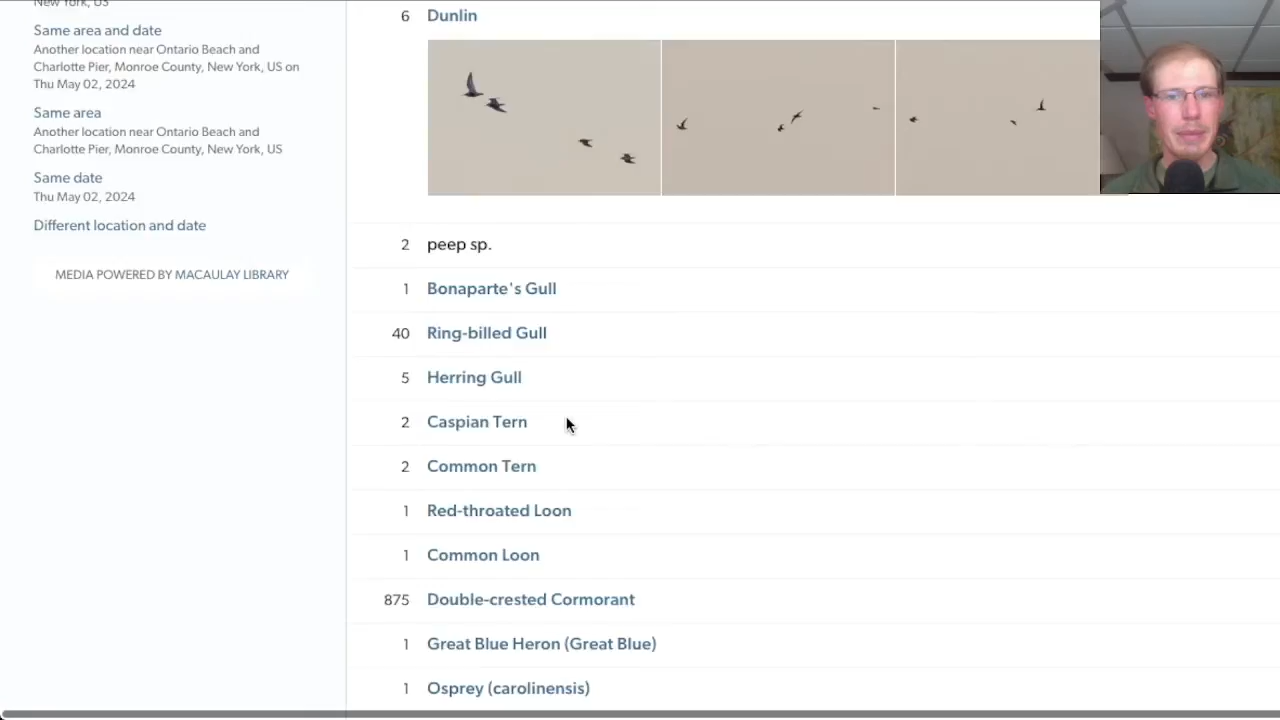 New York, US
Same area and date
Another location near Ontario Beach and
Charlotte Pier, Monroe County, New York, US on
Thu May 02, 2024
Same area
Another location near Ontario Beach and
Charlotte Pier, Monroe County, New York, US
Same date
Thu May 02, 2024
Different location and date
MEDIA POWERED BY MACAULAY LIBRARY
6 Dunlin
2 peep sp.
1 Bonaparte's Gull
40 Ring-billed Gull
5 Herring Gull
2 Caspian Tern
2 Common Tern
1 Red-throated Loon
1 Common Loon
875 Double-crested Cormorant
1 Great Blue Heron (Great Blue)
1 Osprey (carolinensis)